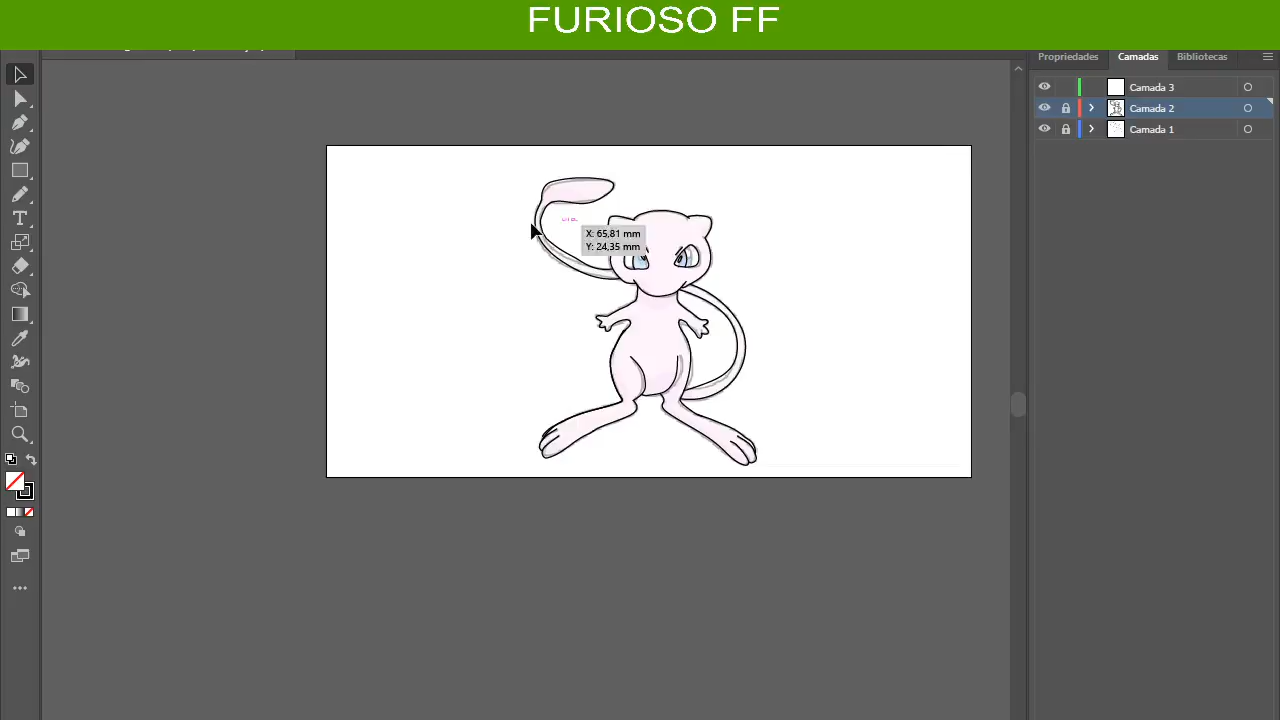 FURIOSO FF
Propriedades
Camadas
Bibliotecas
Camada 3
Camada 2
Camada 1
X: 65,81 mm
Y: 24,35 mm